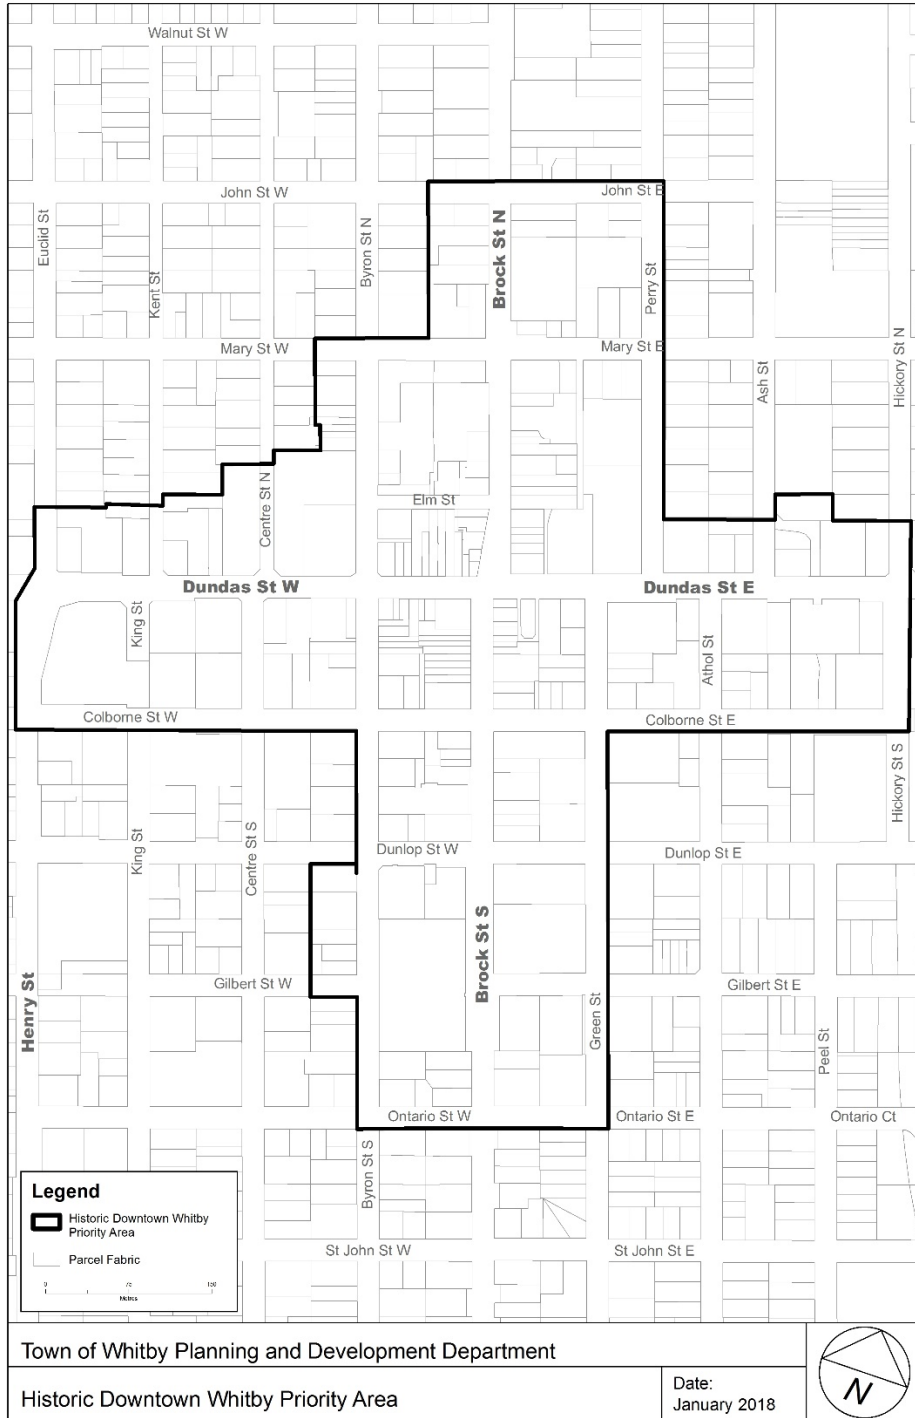 Walnut St W
John St W
John St E
Euclid St
Kent St
Byron St N
Brock St N
Perry St
Mary St W
Mary St E
Ash St
Hickory St N
Centre St N
Elm St
Dundas St W
Dundas St E
King St
Athol St
Colborne St W
Colborne St E
Hickory St S
King St
Centre St S
Dunlop St W
Dunlop St E
Henry St
Gilbert St W
Brock St S
Green St
Gilbert St E
Peel St
Ontario St W
Ontario St E
Ontario Ct
Byron St S
St John St W
St John St E
Legend
Historic Downtown Whitby
Priority Area
Parcel Fabric
0 75 150
Metres
Town of Whitby Planning and Development Department
Historic Downtown Whitby Priority Area
Date:
January 2018
N